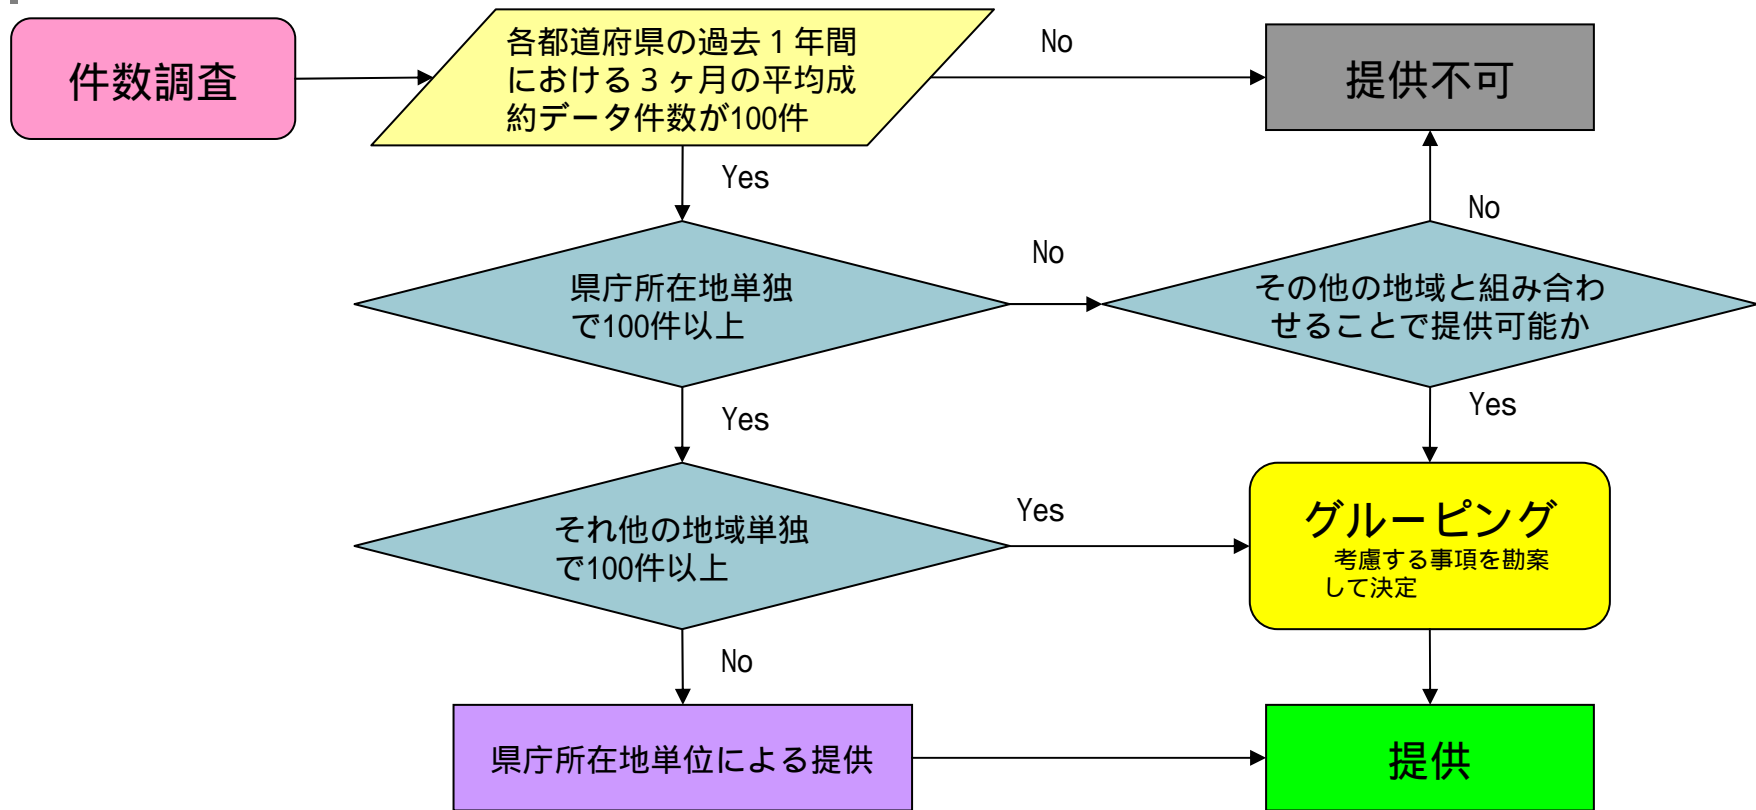 件数調査
各都道府県の過去１年間
における３ヶ月の平均成
約データ件数が100件
No
提供不可
Yes
No
県庁所在地単独
で100件以上
No
その他の地域と組み合わ
せることで提供可能か
Yes
Yes
それ他の地域単独
で100件以上
Yes
グルーピング
考慮する事項を勘案
して決定
No
県庁所在地単位による提供
提供